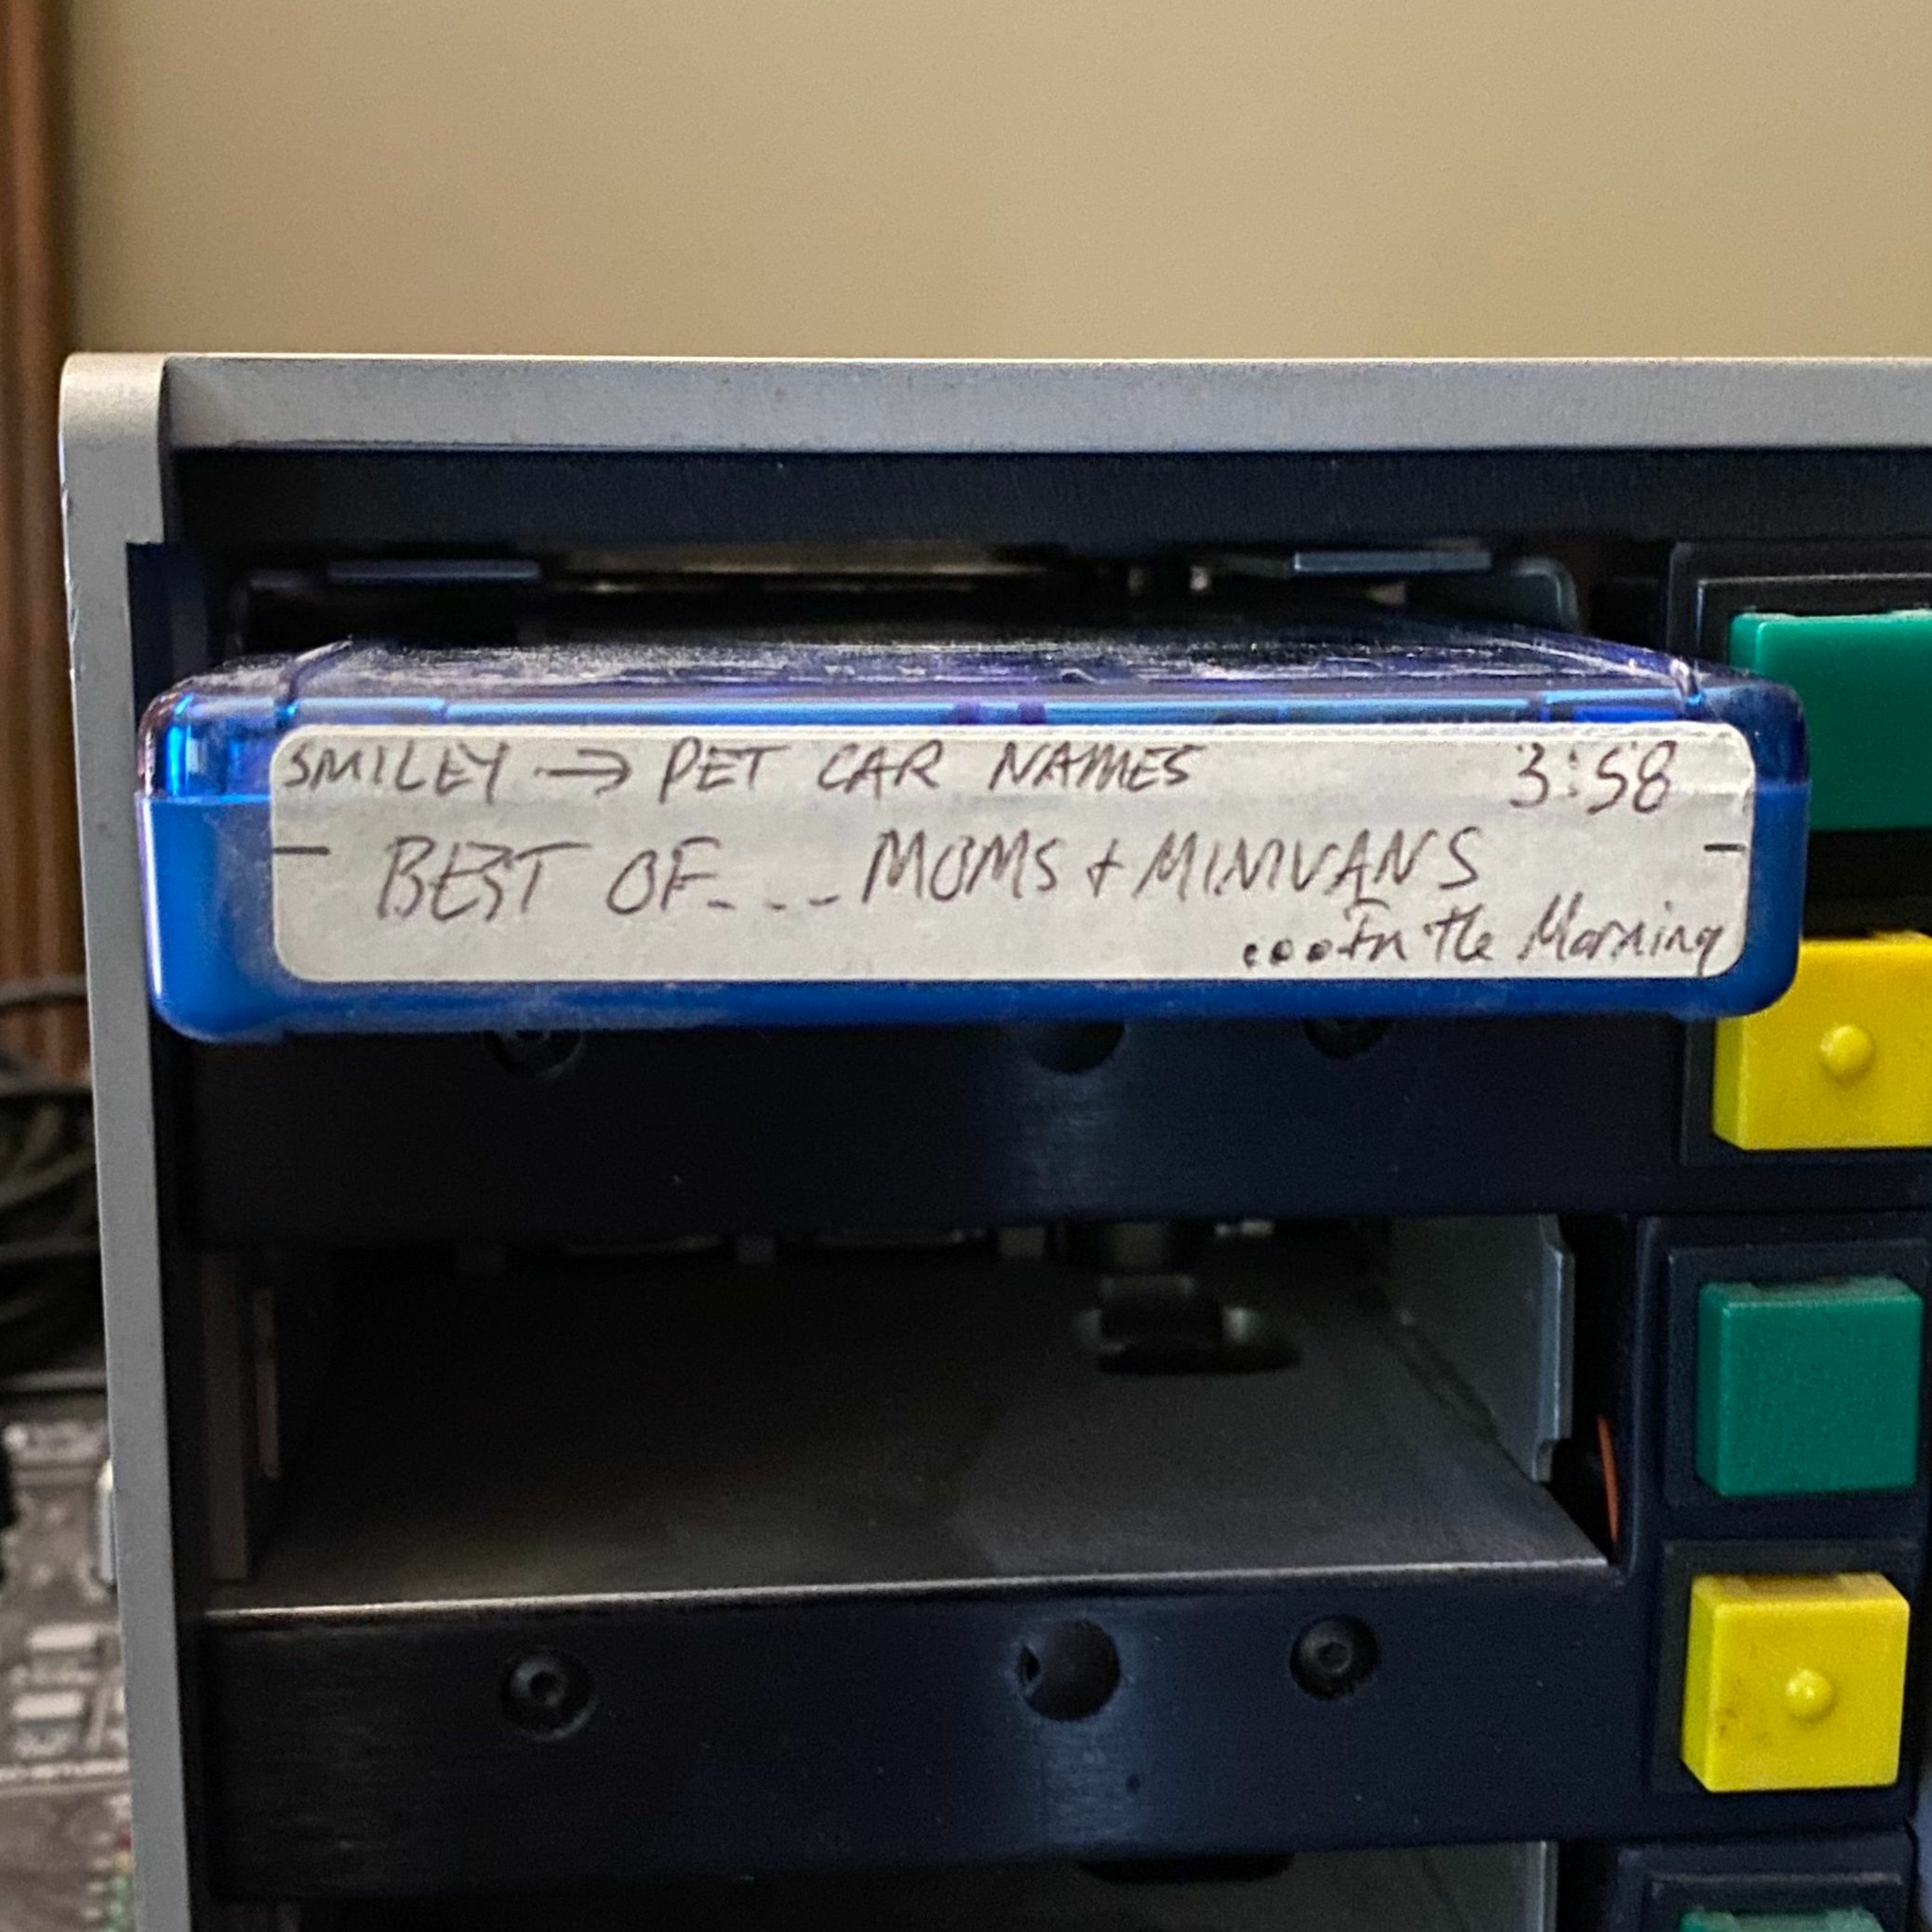 SMILEY → PET CAR NAMES 3:58
BEST OF... MOMS + MINIVANS
...In The Morning